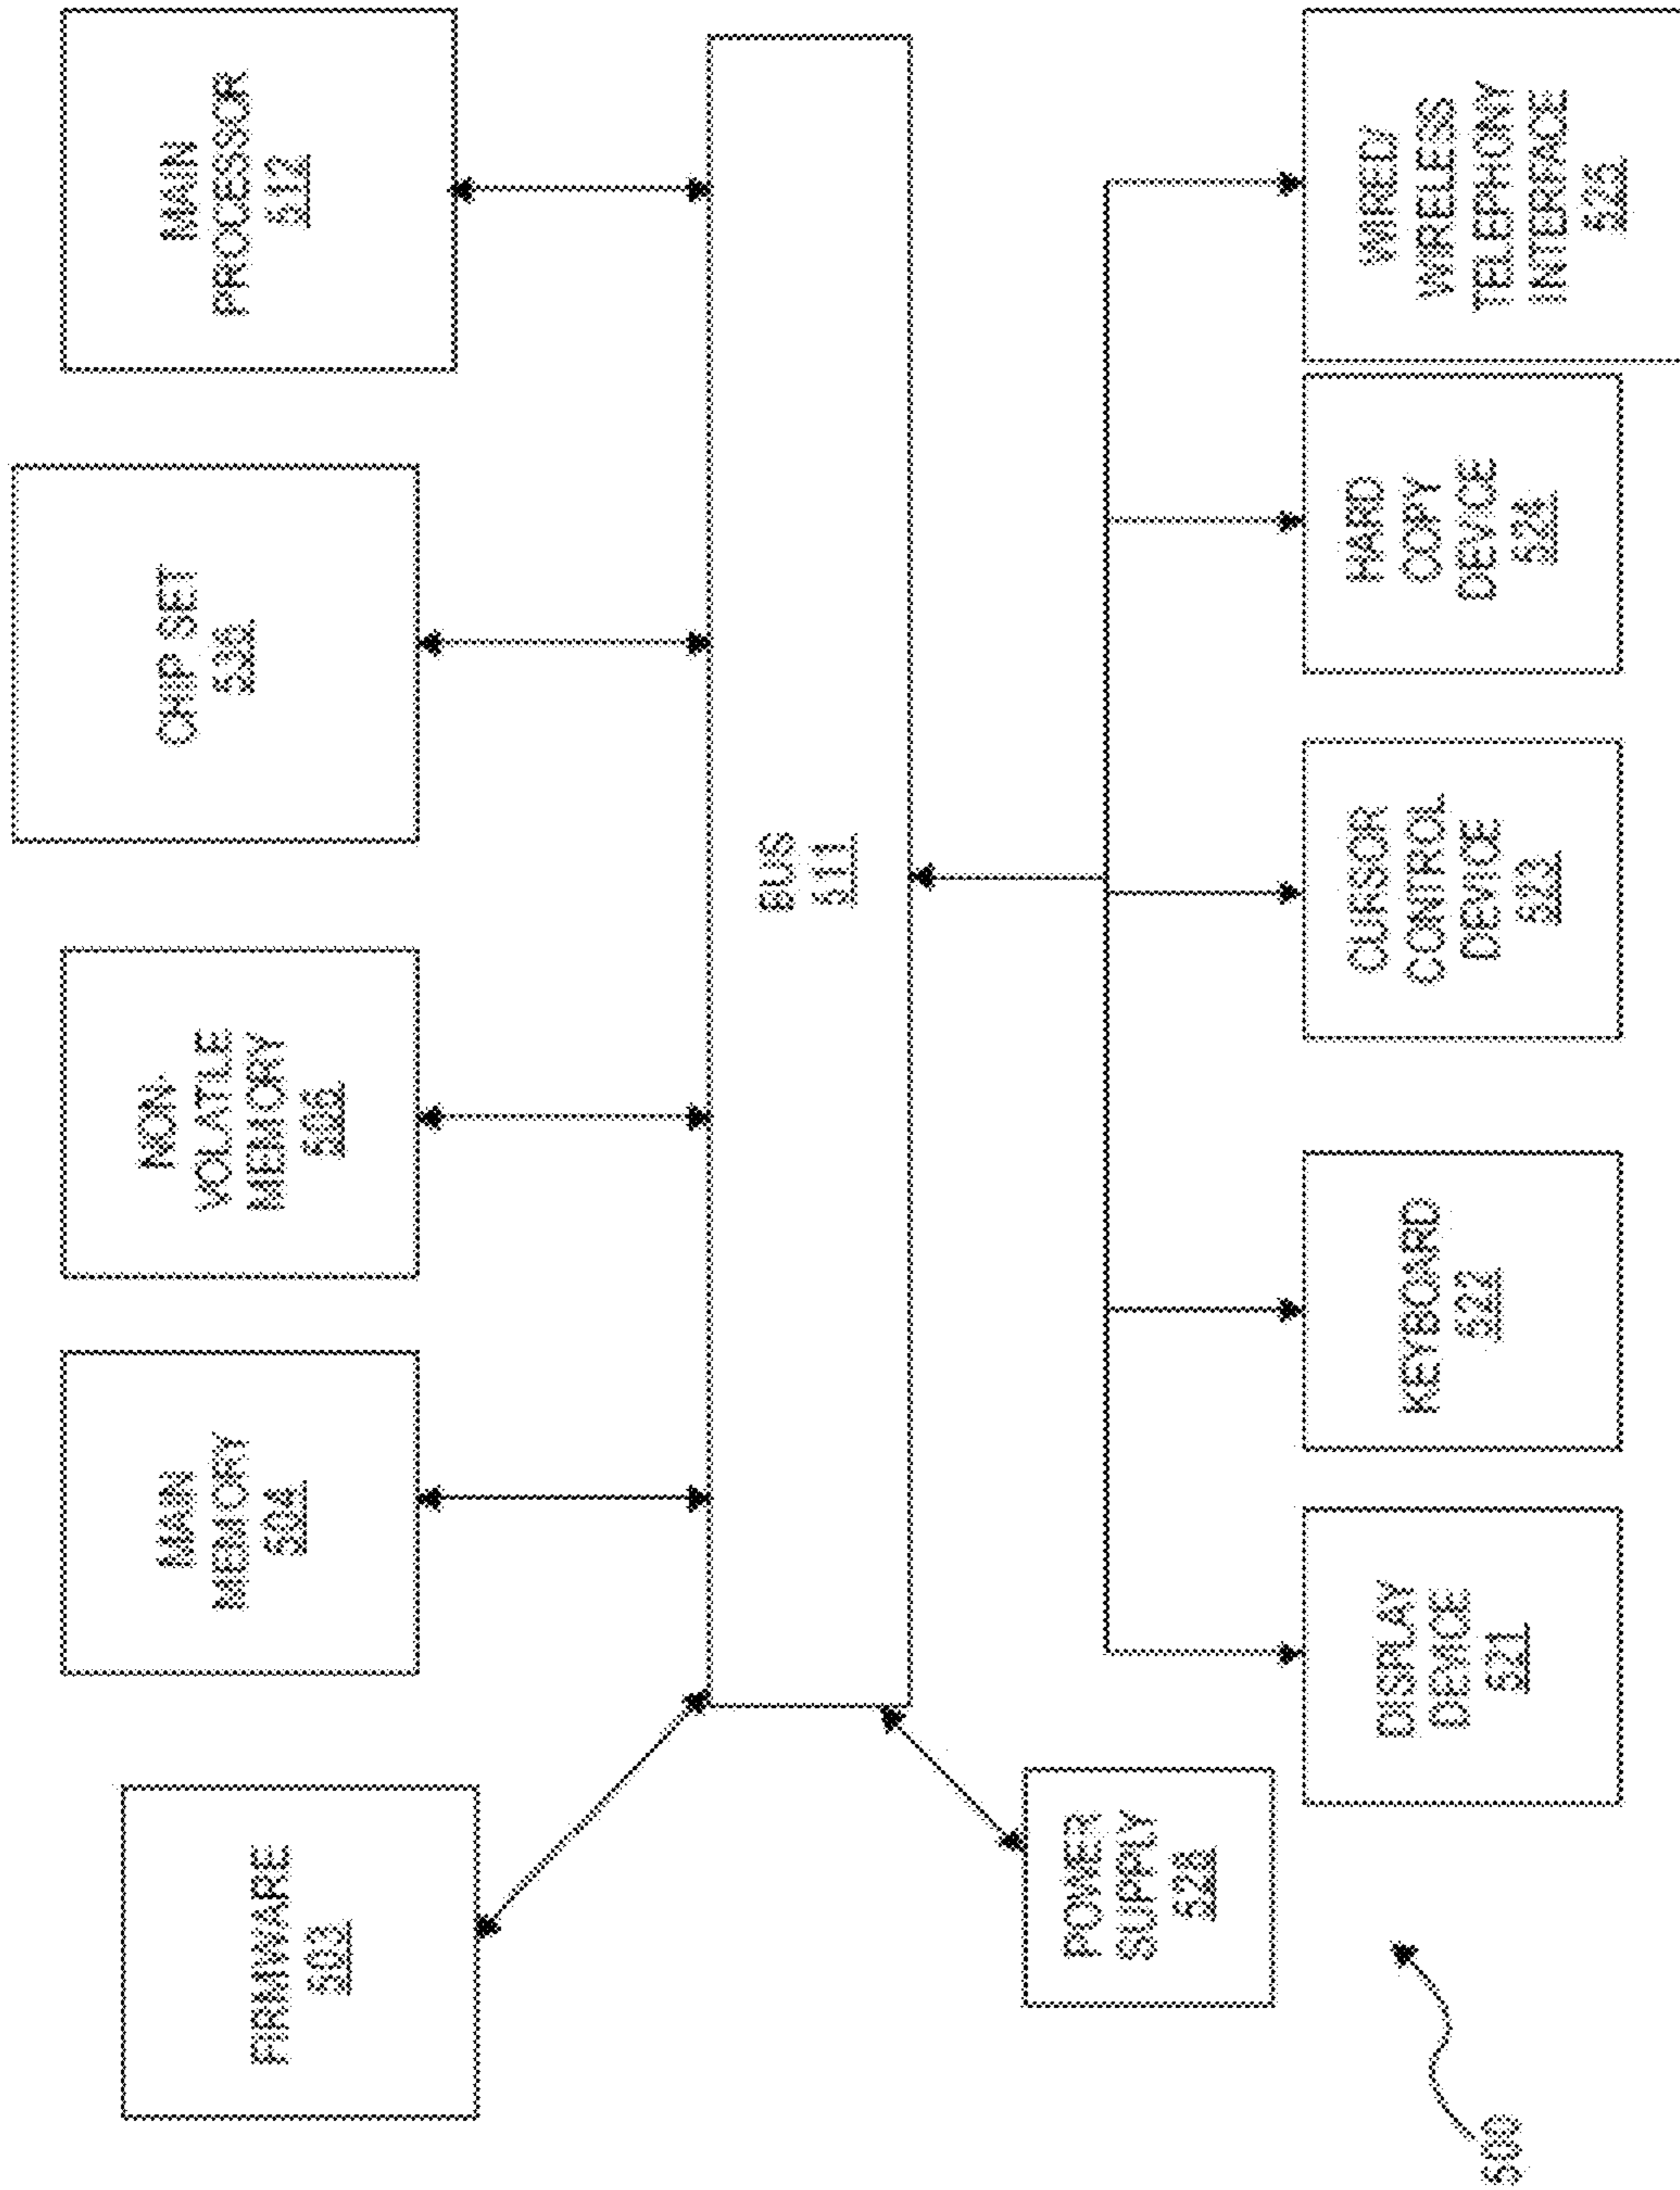 FIRMWARE
503
MAIN
MEMORY
504
NON-
VOLATILE
MEMORY
506
CHIP SET
536
MAIN
PROCESSOR
512
BUS
511
POWER
SUPPLY
528
DISPLAY
DEVICE
521
KEYBOARD
522
CURSOR
CONTROL
DEVICE
523
HARD
COPY
DEVICE
524
WIRED/
WIRELESS
TELEPHONY
INTERFACE
525
500